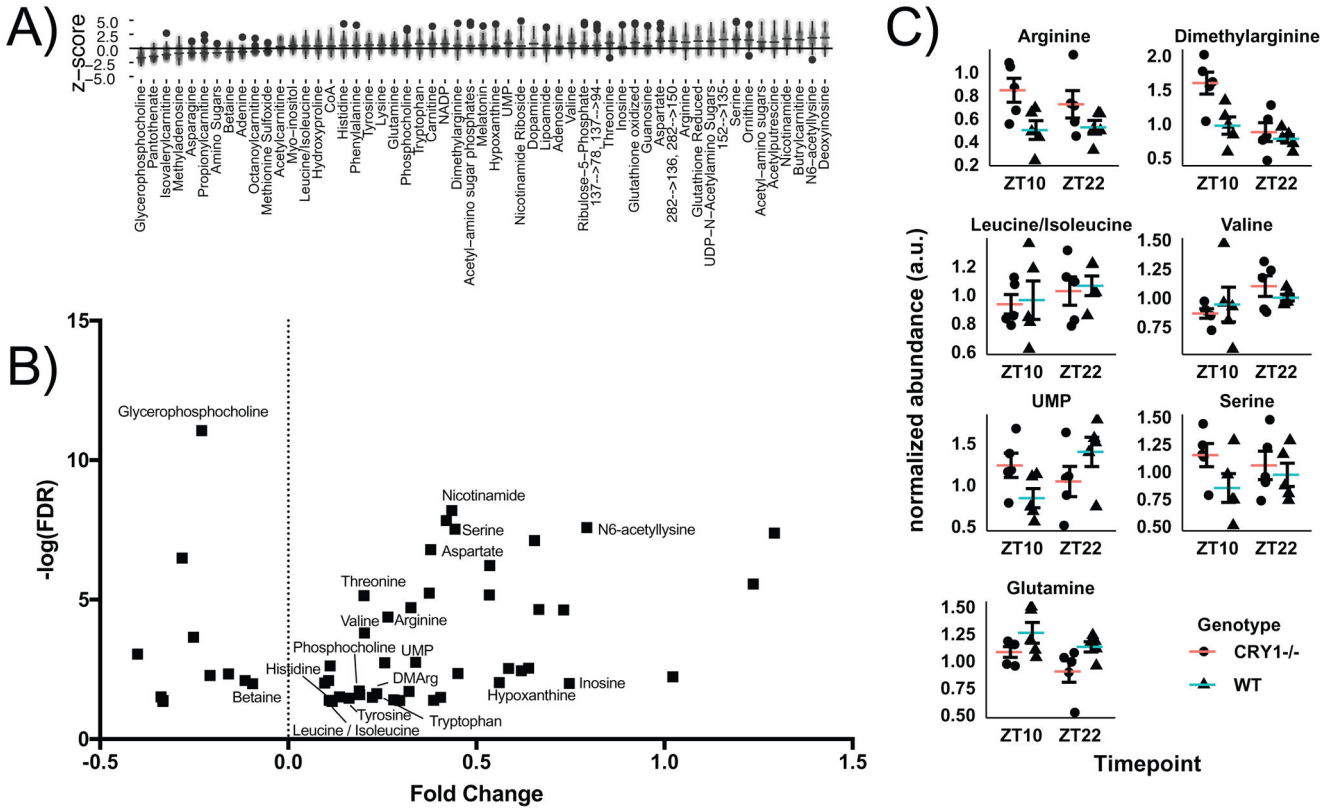 A)
z−score
5.0
2.5
0.0
−2.5
−5.0
Glycerophosphocholine
Pantothenate
Isovalerylcarnitine
Methyladenosine
Asparagine
Propionylcarnitine
Amino Sugars
Betaine
Adenine
Octanoylcarnitine
Methionine Sulfoxide
Acetylcarnitine
Myo−inositol
Leucine/Isoleucine
Hydroxyproline
CoA
Histidine
Phenylalanine
Tyrosine
Lysine
Glutamine
Phosphocholine
Tryptophan
Carnitine
NADP
Dimethylarginine
Acetyl−amino sugar phosphates
Melatonin
Hypoxanthine
UMP
Nicotinamide Riboside
Dopamine
Lipoamide
Adenosine
Valine
Ribulose−5−Phosphate
137−−>78, 137−−>94
Threonine
Inosine
Glutathione oxidized
Guanosine
Aspartate
282−−>136, 282−−>150
Arginine
Glutathione Reduced
UDP−N−Acetylamino Sugars
152−−>135
Serine
Ornithine
Acetyl−amino sugars
Acetylputrescine
Nicotinamide
Butyrlcarnitine
N6−acetyllysine
Deoxyinosine
B)
-log(FDR)
15
10
5
0
-0.5
0.0
0.5
1.0
1.5
Fold Change
Glycerophosphocholine
Nicotinamide
Serine
N6-acetyllysine
Aspartate
Threonine
Valine
Arginine
Phosphocholine
UMP
Histidine
DMArg
Betaine
Hypoxanthine
Inosine
Tyrosine
Tryptophan
Leucine / Isoleucine
C)
normalized abundance (a.u.)
Arginine
1.0
0.8
0.6
0.4
0.2
ZT10 ZT22
Dimethylarginine
2.0
1.5
1.0
0.5
ZT10 ZT22
Leucine/Isoleucine
1.2
1.0
0.8
0.6
ZT10 ZT22
Valine
1.50
1.25
1.00
0.75
ZT10 ZT22
UMP
1.5
1.0
0.5
ZT10 ZT22
Serine
1.50
1.25
1.00
0.75
0.50
ZT10 ZT22
Glutamine
1.50
1.25
1.00
0.75
0.50
ZT10 ZT22
Genotype
CRY1-/-
WT
Timepoint